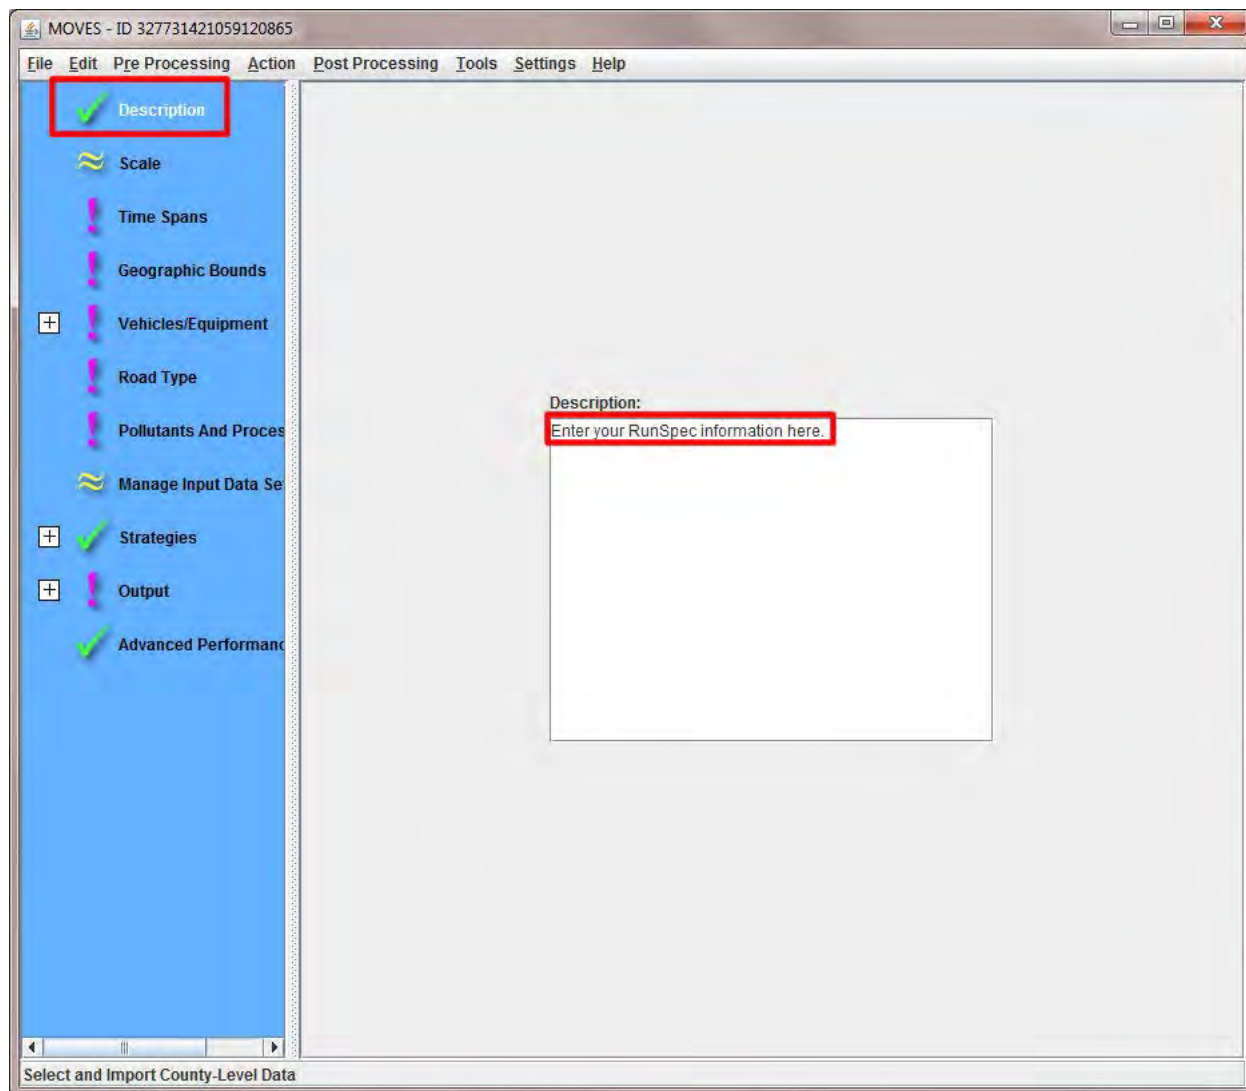 MOVES - ID 327731421059120865
File Edit Pre Processing Action Post Processing Tools Settings Help
Description
Scale
Time Spans
Geographic Bounds
Vehicles/Equipment
Road Type
Pollutants And Proces
Manage Input Data Se
Strategies
Output
Advanced Performanc
Description:
Enter your RunSpec information here.
Select and Import County-Level Data